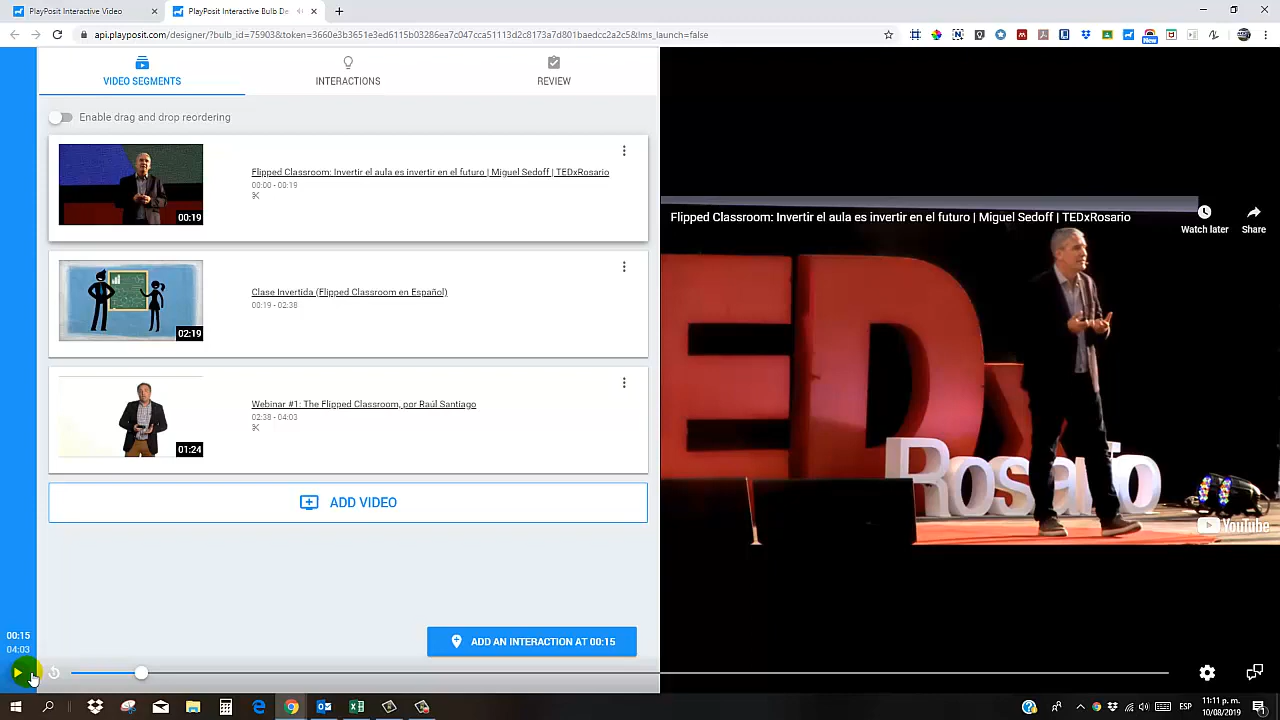 PlayPosit Interactive Video
PlayPosit Interactive Bulb De
api.playposit.com/designer/?bulb_id=75903&token=3660e3b3651e3ed6115b03286ea7c047cca51113d2c8173a7d801baedcc2a2c5&lms_launch=false
New
VIDEO SEGMENTS
INTERACTIONS
REVIEW
Enable drag and drop reordering
Flipped Classroom: Invertir el aula es invertir en el futuro | Miguel Sedoff | TEDxRosario
00:00 - 00:19
00:19
Clase Invertida (Flipped Classroom en Español)
00:19 - 02:38
02:19
Webinar #1: The Flipped Classroom, por Raúl Santiago
02:38 - 04:03
01:24
ADD VIDEO
00:15
04:03
ADD AN INTERACTION AT 00:15
Flipped Classroom: Invertir el aula es invertir en el futuro | Miguel Sedoff | TEDxRosario
Watch later
Share
EDx
Rosario
YouTube
ESP
11:11 p. m.
10/08/2019